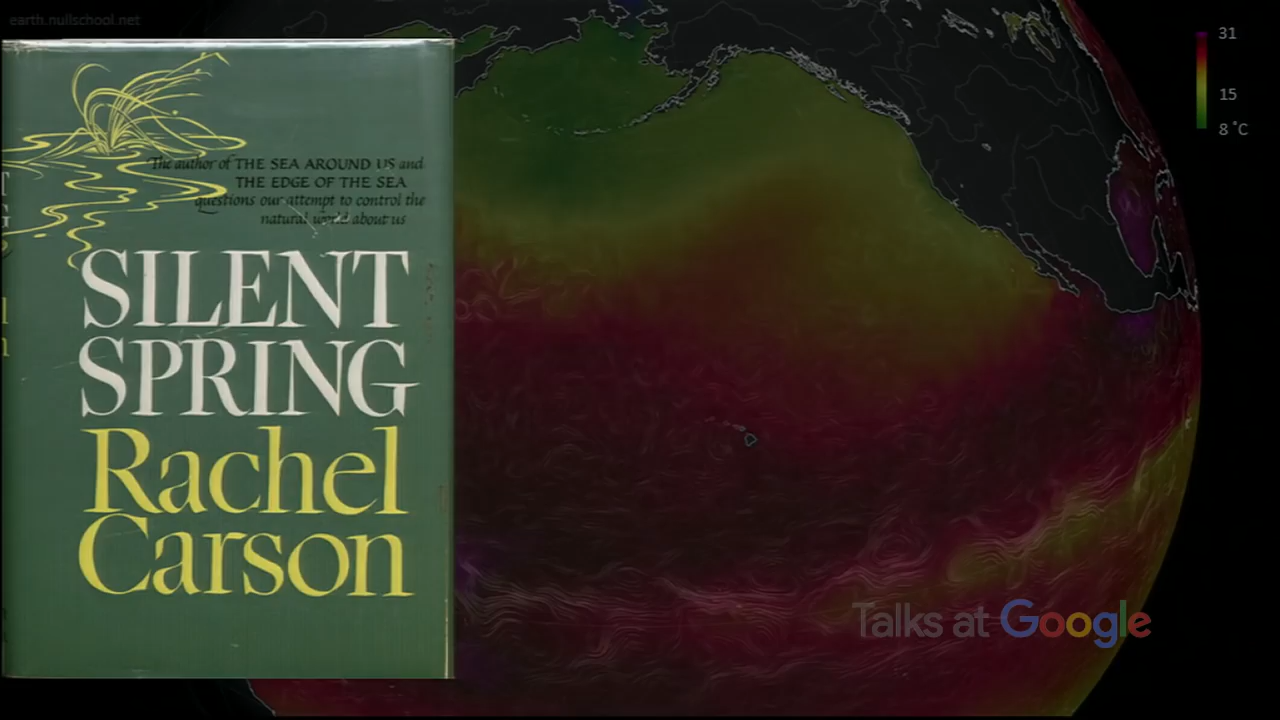 earth.nullschool.net
31
15
8 °C
The author of THE SEA AROUND US and
THE EDGE OF THE SEA
questions our attempt to control the
natural world about us
SILENT
SPRING
Rachel
Carson
Talks at Google